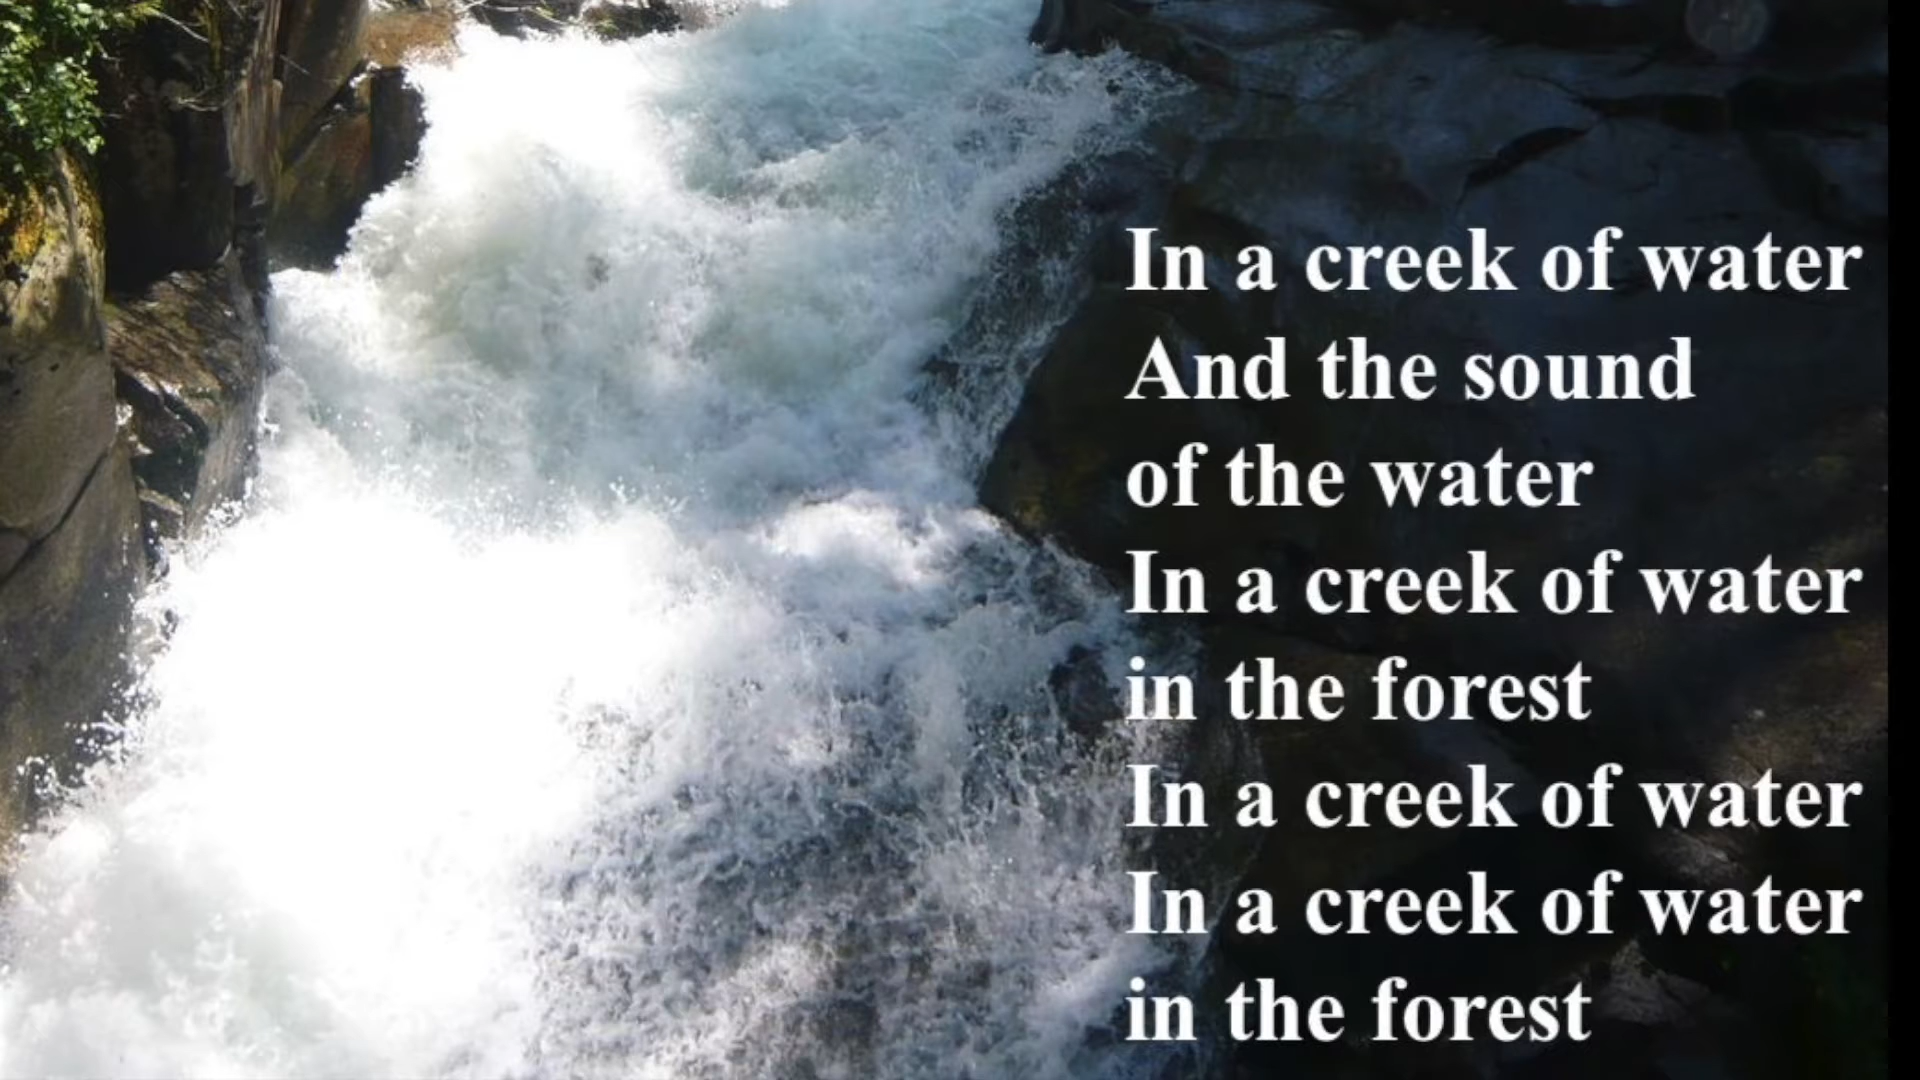 In a creek of water
And the sound
of the water
In a creek of water
in the forest
In a creek of water
In a creek of water
in the forest